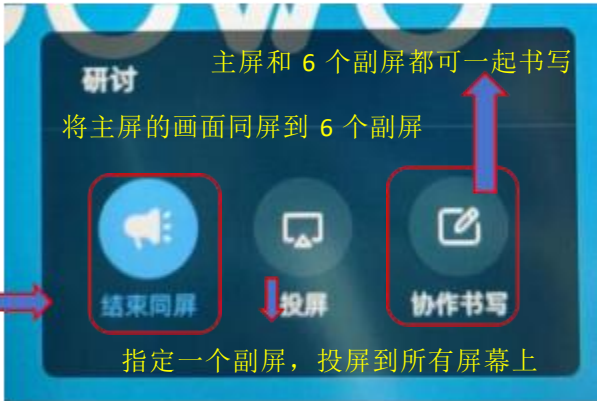 研讨
主屏和 6 个副屏都可一起书写
将主屏的画面同屏到 6 个副屏
结束同屏
投屏
协作书写
指定一个副屏，投屏到所有屏幕上